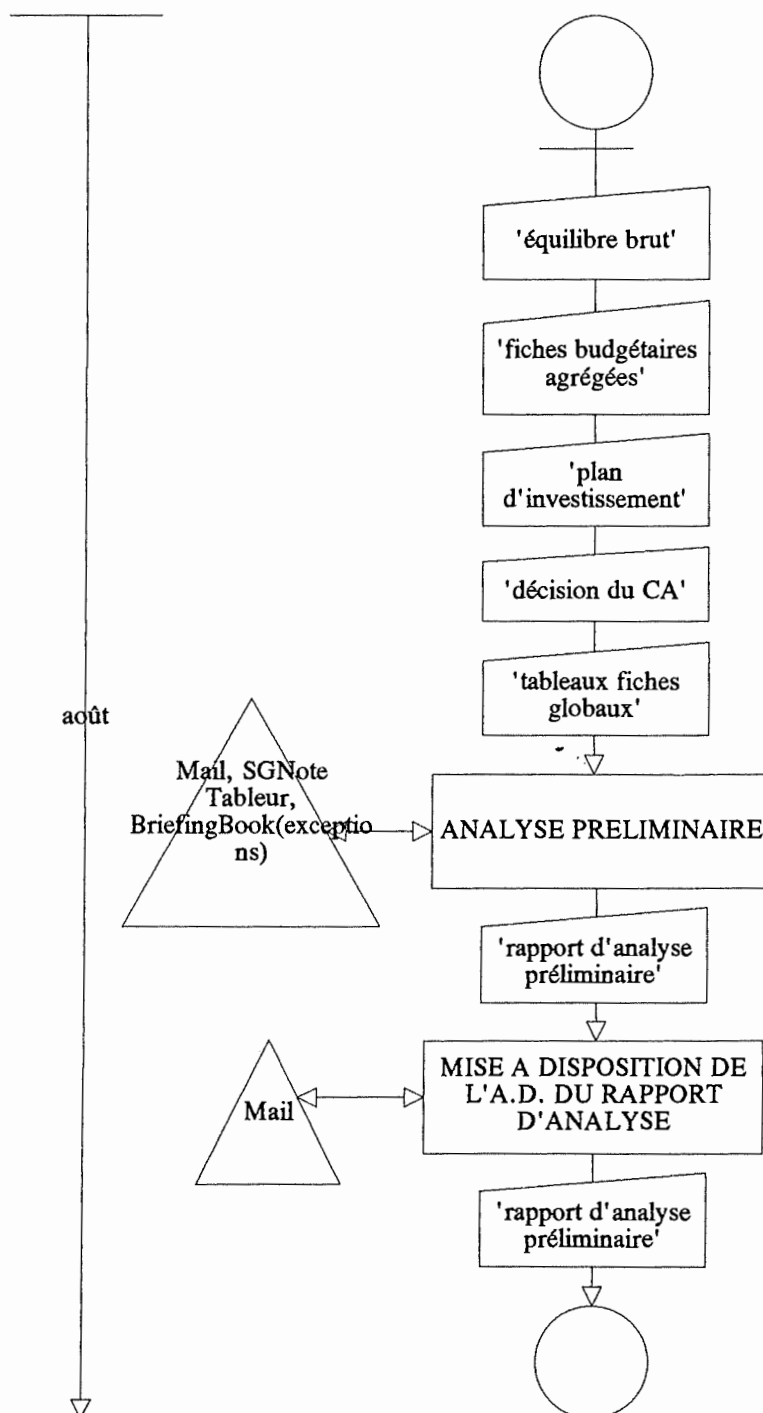 'équilibre brut'
'fiches budgétaires
agrégées'
'plan
d'investissement'
'décision du CA'
'tableaux fiches
globaux'
août
Mail, SGNote
Tableur,
BriefingBook(exceptio
ns)
ANALYSE PRELIMINAIRE
'rapport d'analyse
préliminaire'
MISE A DISPOSITION DE
L'A.D. DU RAPPORT
D'ANALYSE
Mail
'rapport d'analyse
préliminaire'